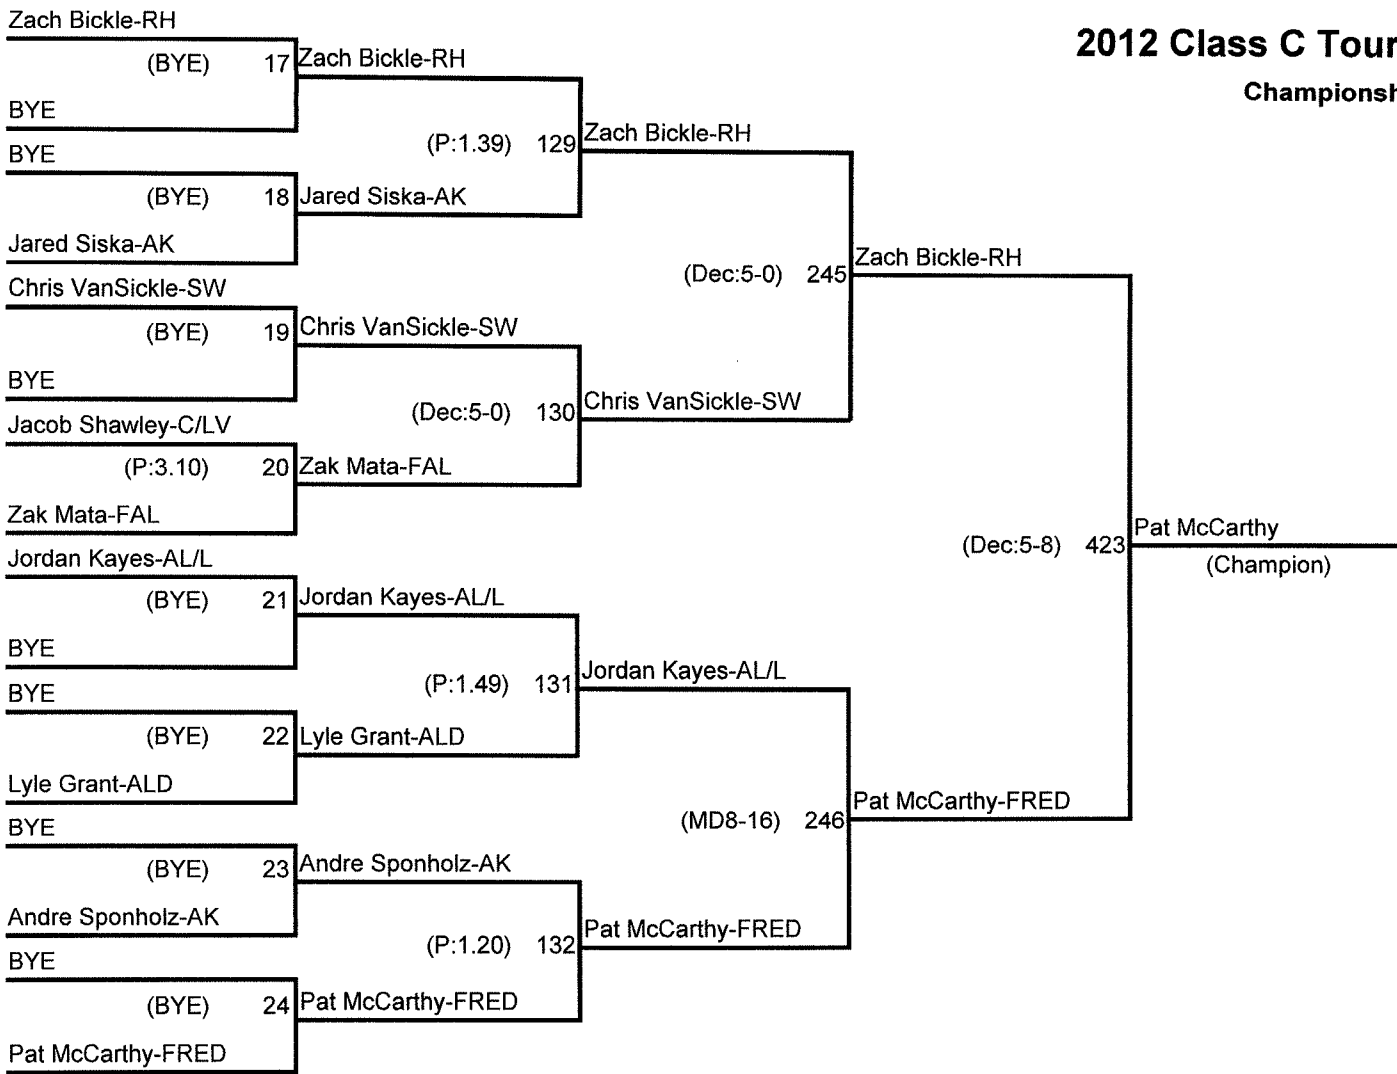 2012 Class C Tour
Championsh
Zach Bickle-RH
(BYE) 17
BYE
Zach Bickle-RH
(P:1.39) 129
BYE
(BYE) 18
Jared Siska-AK
Jared Siska-AK
Zach Bickle-RH
(Dec:5-0) 245
Chris VanSickle-SW
(BYE) 19
BYE
Chris VanSickle-SW
(Dec:5-0) 130
Jacob Shawley-C/LV
(P:3.10) 20
Zak Mata-FAL
Zak Mata-FAL
Chris VanSickle-SW
Zach Bickle-RH
(Dec:5-8) 423
Jordan Kayes-AL/L
(BYE) 21
BYE
Jordan Kayes-AL/L
(P:1.49) 131
BYE
(BYE) 22
Lyle Grant-ALD
Lyle Grant-ALD
Jordan Kayes-AL/L
(MD8-16) 246
BYE
(BYE) 23
Andre Sponholz-AK
Andre Sponholz-AK
(P:1.20) 132
BYE
(BYE) 24
Pat McCarthy-FRED
Pat McCarthy-FRED
Pat McCarthy-FRED
Pat McCarthy-FRED
Pat McCarthy
(Champion)